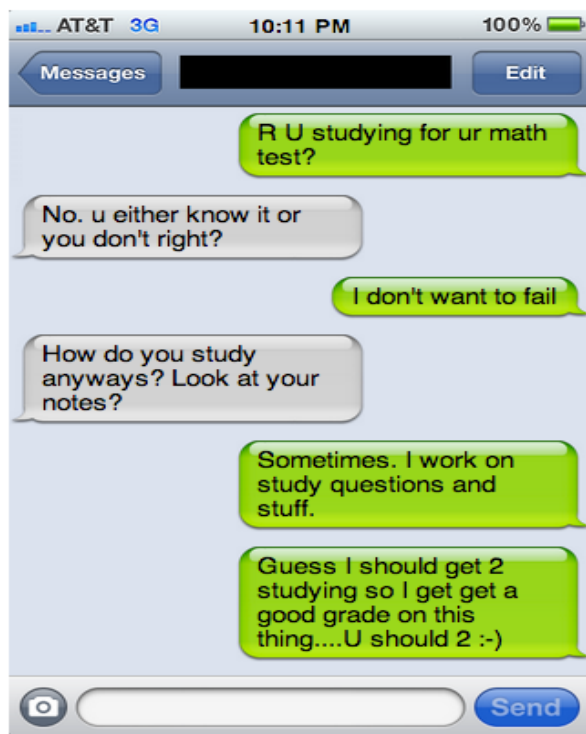 AT&T 3G 10:11 PM 100%
Messages Edit
R U studying for ur math
test?
No. u either know it or
you don't right?
I don't want to fail
How do you study
anyways? Look at your
notes?
Sometimes. I work on
study questions and
stuff.
Guess I should get 2
studying so I get get a
good grade on this
thing....U should 2 :-)
Send